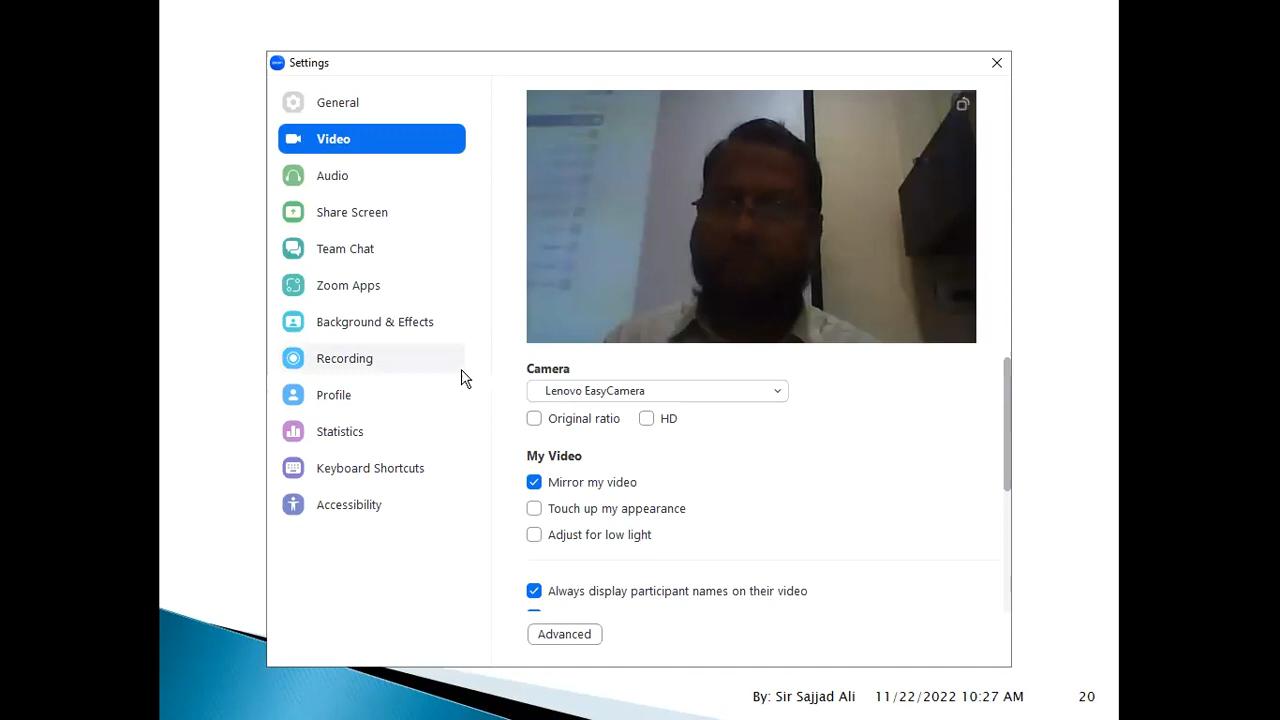 Settings
General
Video
Audio
Share Screen
Team Chat
Zoom Apps
Background & Effects
Recording
Profile
Statistics
Keyboard Shortcuts
Accessibility
Camera
Lenovo EasyCamera
Original ratio HD
My Video
Mirror my video
Touch up my appearance
Adjust for low light
Always display participant names on their video
Advanced
By: Sir Sajjad Ali 11/22/2022 10:27 AM 20